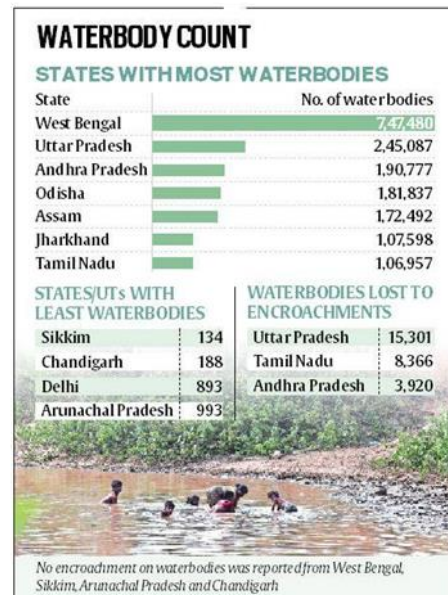 WATERBODY COUNT
STATES WITH MOST WATERBODIES
State No. of waterbodies
West Bengal 7,47,480
Uttar Pradesh 2,45,087
Andhra Pradesh 1,90,777
Odisha 1,81,837
Assam 1,72,492
Jharkhand 1,07,598
Tamil Nadu 1,06,957
STATES/UTs WITH
LEAST WATERBODIES
Sikkim 134
Chandigarh 188
Delhi 893
Arunachal Pradesh 993
WATERBODIES LOST TO
ENCROACHMENTS
Uttar Pradesh 15,301
Tamil Nadu 8,366
Andhra Pradesh 3,920
No encroachment on waterbodies was reported from West Bengal,
Sikkim, Arunachal Pradesh and Chandigarh